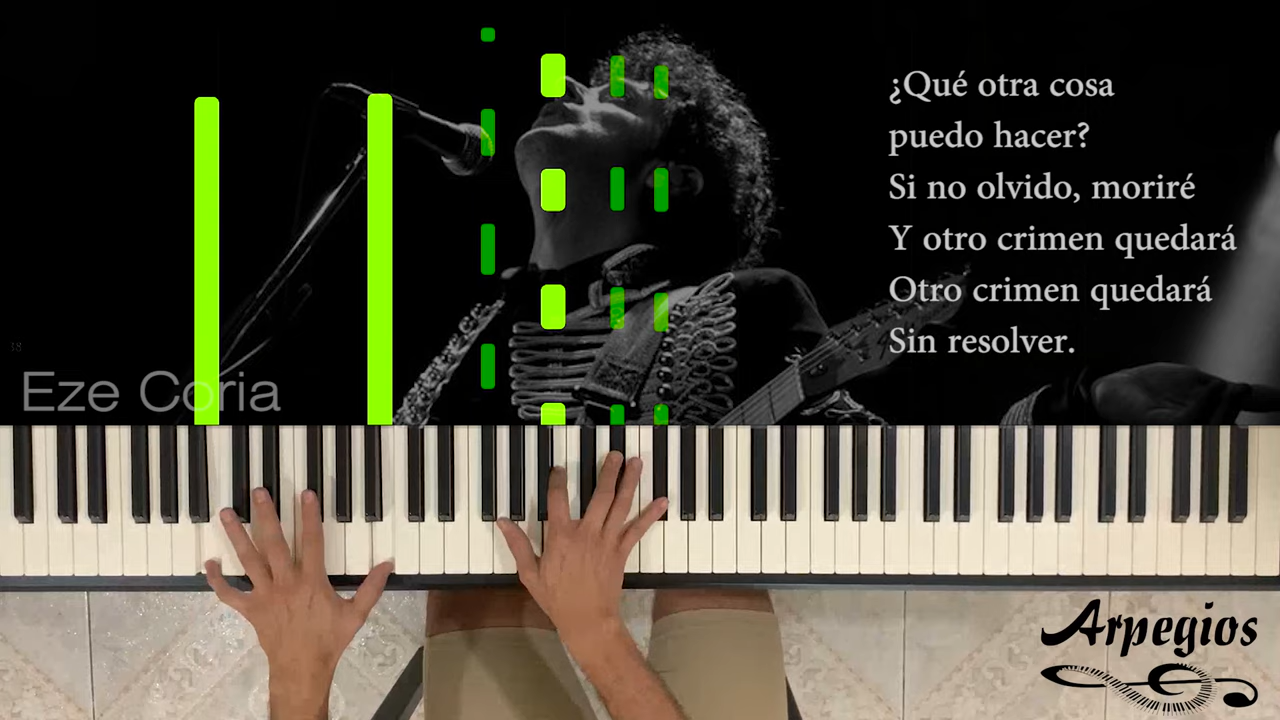 ¿Qué otra cosa
puedo hacer?
Si no olvido, moriré
Y otro crimen quedará
Otro crimen quedará
Sin resolver.
Eze Coria
Arpegios